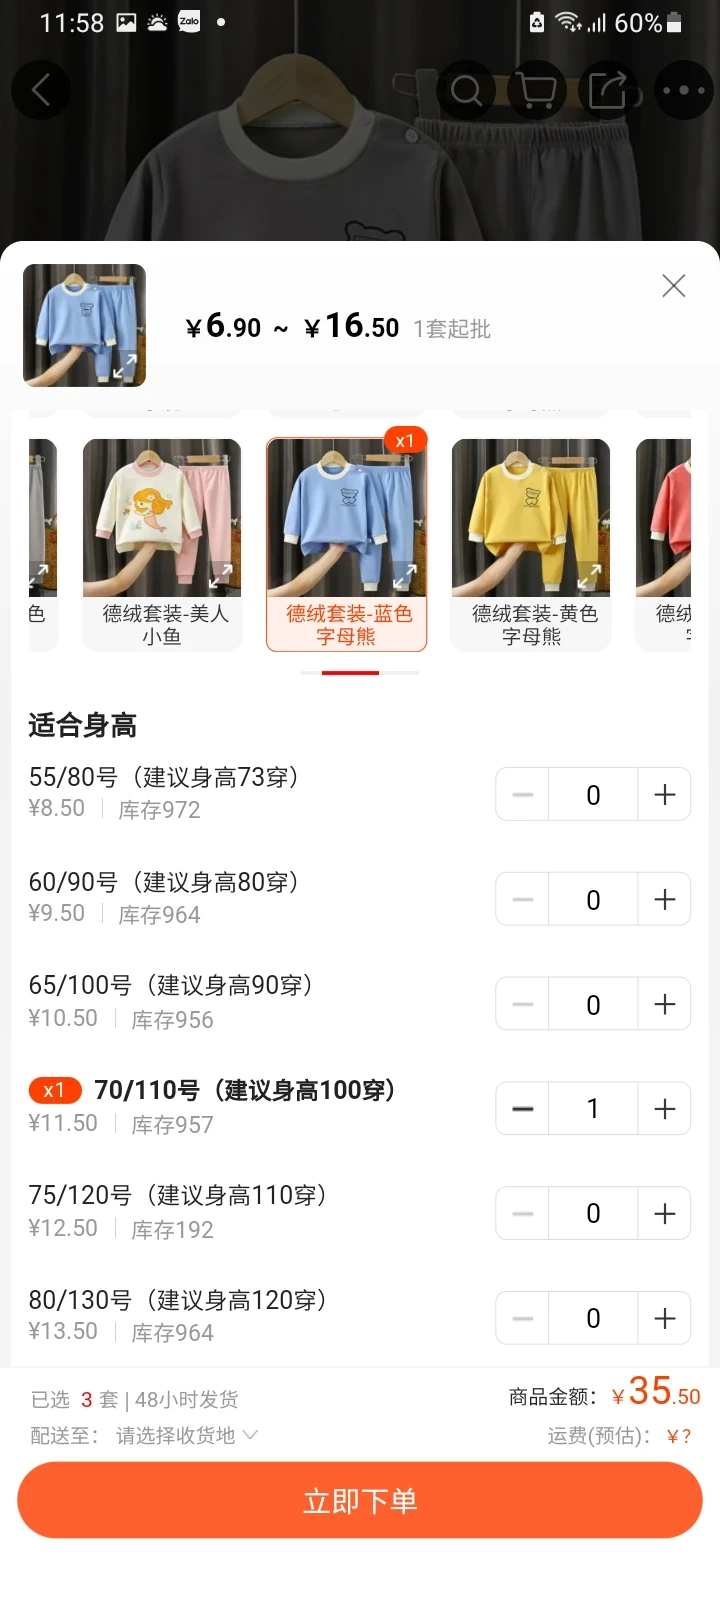 11:58 Zalo 60%
¥6.90 ~ ¥16.50 1套起批
x1
色
德绒套装-美人
小鱼
德绒套装-蓝色
字母熊
德绒套装-黄色
字母熊
德绒
适合身高
55/80号（建议身高73穿）
¥8.50 库存972
0
60/90号（建议身高80穿）
¥9.50 库存964
0
65/100号（建议身高90穿）
¥10.50 库存956
0
x1 70/110号（建议身高100穿）
¥11.50 库存957
1
75/120号（建议身高110穿）
¥12.50 库存192
0
80/130号（建议身高120穿）
¥13.50 库存964
0
已选 3 套 | 48小时发货
商品金额：¥35.50
配送至： 请选择收货地
运费(预估)： ¥?
立即下单